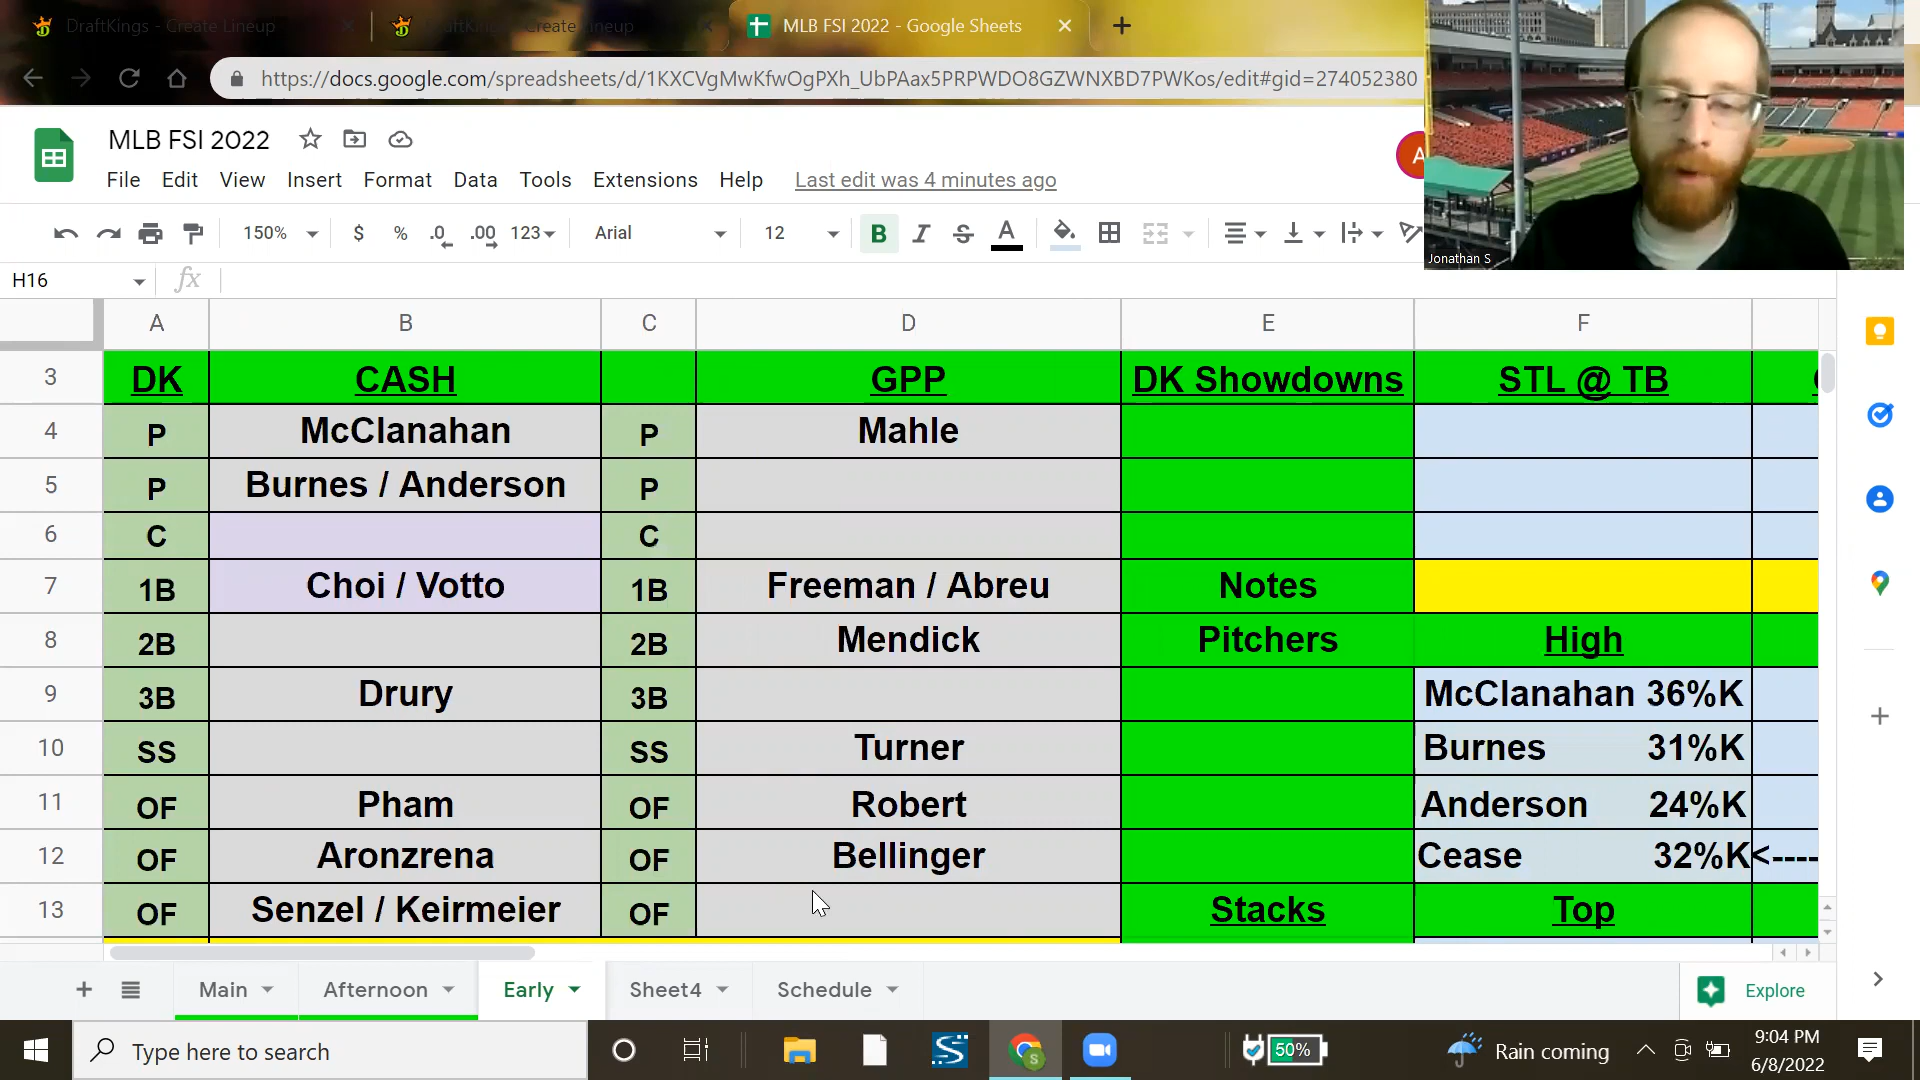 DraftKings - Create Lineup
MLB FSI 2022 - Google Sheets
https://docs.google.com/spreadsheets/d/1KXCVgMwKfwOgPXh_UbPAax5PRPWDO8GZWNXBD7PWKos/edit#gid=274052380
MLB FSI 2022
File Edit View Insert Format Data Tools Extensions Help Last edit was 4 minutes ago
A
150% $ % .0 .00 123 Arial 12 B I S A
Jonathan S
H16 fx
A B C D E F
3 DK CASH GPP DK Showdowns STL @ TB
4 P McClanahan P Mahle
5 P Burnes / Anderson P
6 C C
7 1B Choi / Votto 1B Freeman / Abreu Notes
8 2B 2B Mendick Pitchers High
9 3B Drury 3B McClanahan 36%K
10 SS SS Turner Burnes 31%K
11 OF Pham OF Robert Anderson 24%K
12 OF Aronzrena OF Bellinger Cease 32%K<----
13 OF Senzel / Keirmeier OF Stacks Top
Main Afternoon Early Sheet4 Schedule Explore
Type here to search 50% Rain coming 9:04 PM
6/8/2022